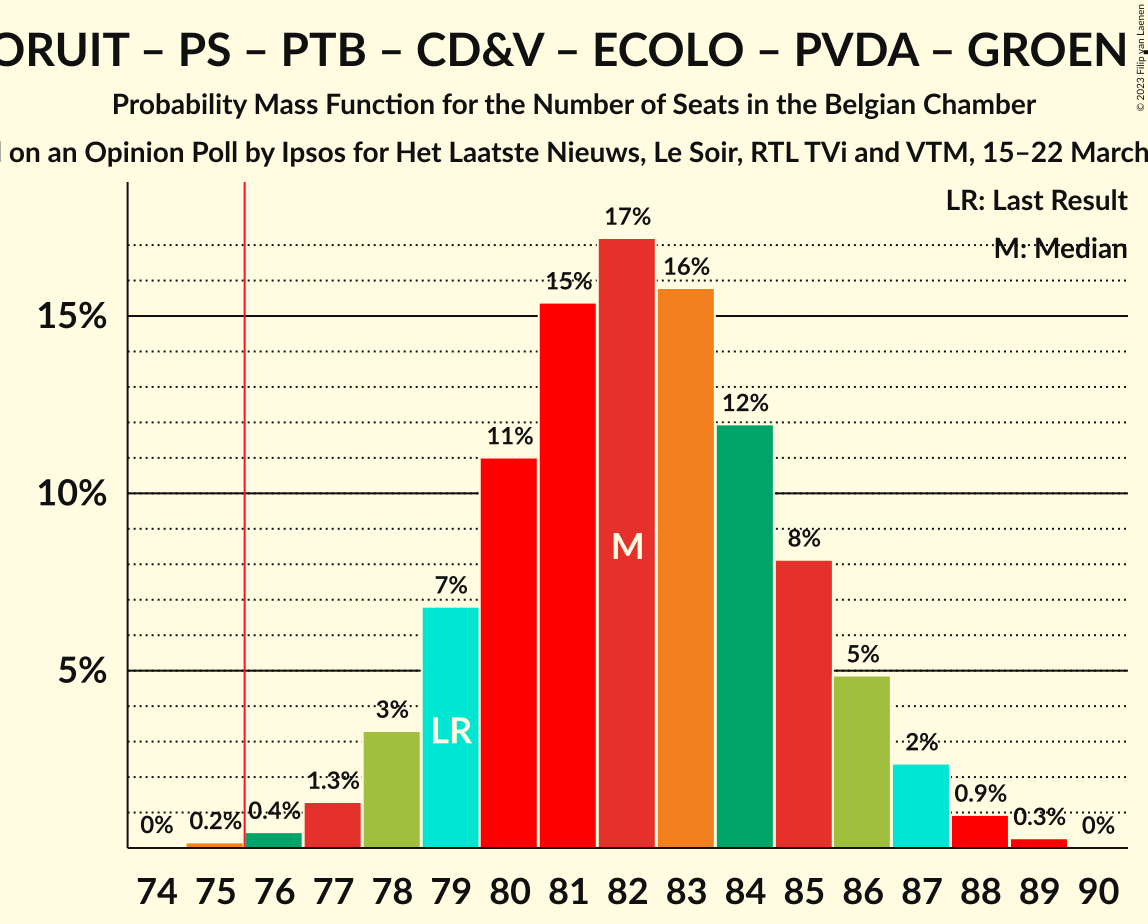 ORUIT – PS – PTB – CD&V – ECOLO – PVDA – GROEN –
Probability Mass Function for the Number of Seats in the Belgian Chamber
on an Opinion Poll by Ipsos for Het Laatste Nieuws, Le Soir, RTL TVi and VTM, 15–22 March
© 2023 Filip van Laenen
LR: Last Result
M: Median
15%
10%
5%
0%
0.2%
0.4%
1.3%
3%
7%
11%
15%
17%
16%
12%
8%
5%
2%
0.9%
0.3%
0%
LR
M
74 75 76 77 78 79 80 81 82 83 84 85 86 87 88 89 90